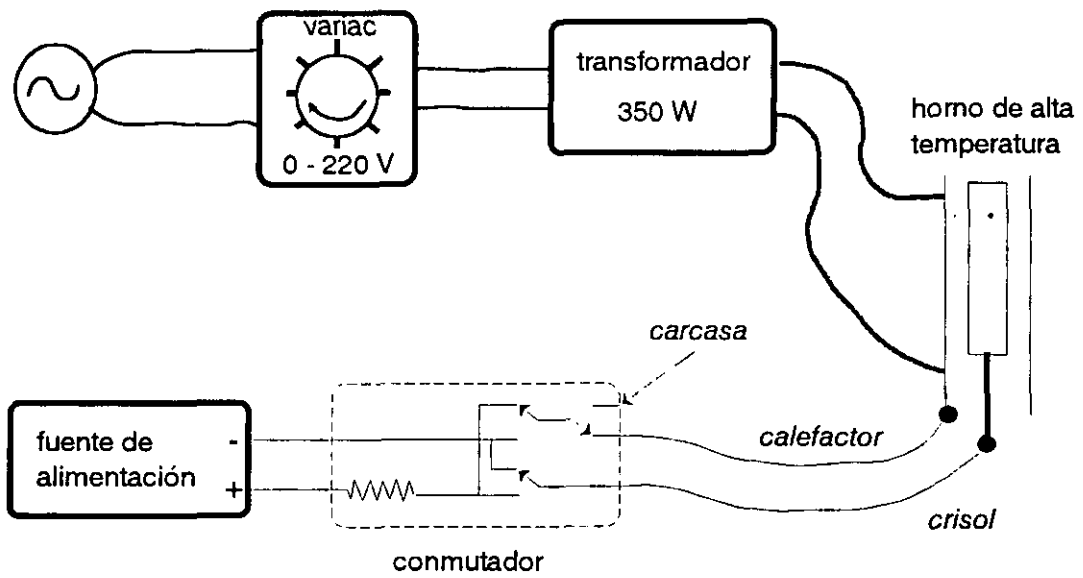 variac
0 - 220 V
transformador
350 W
horno de alta
temperatura
carcasa
fuente de
alimentación
-
+
calefactor
crisol
conmutador